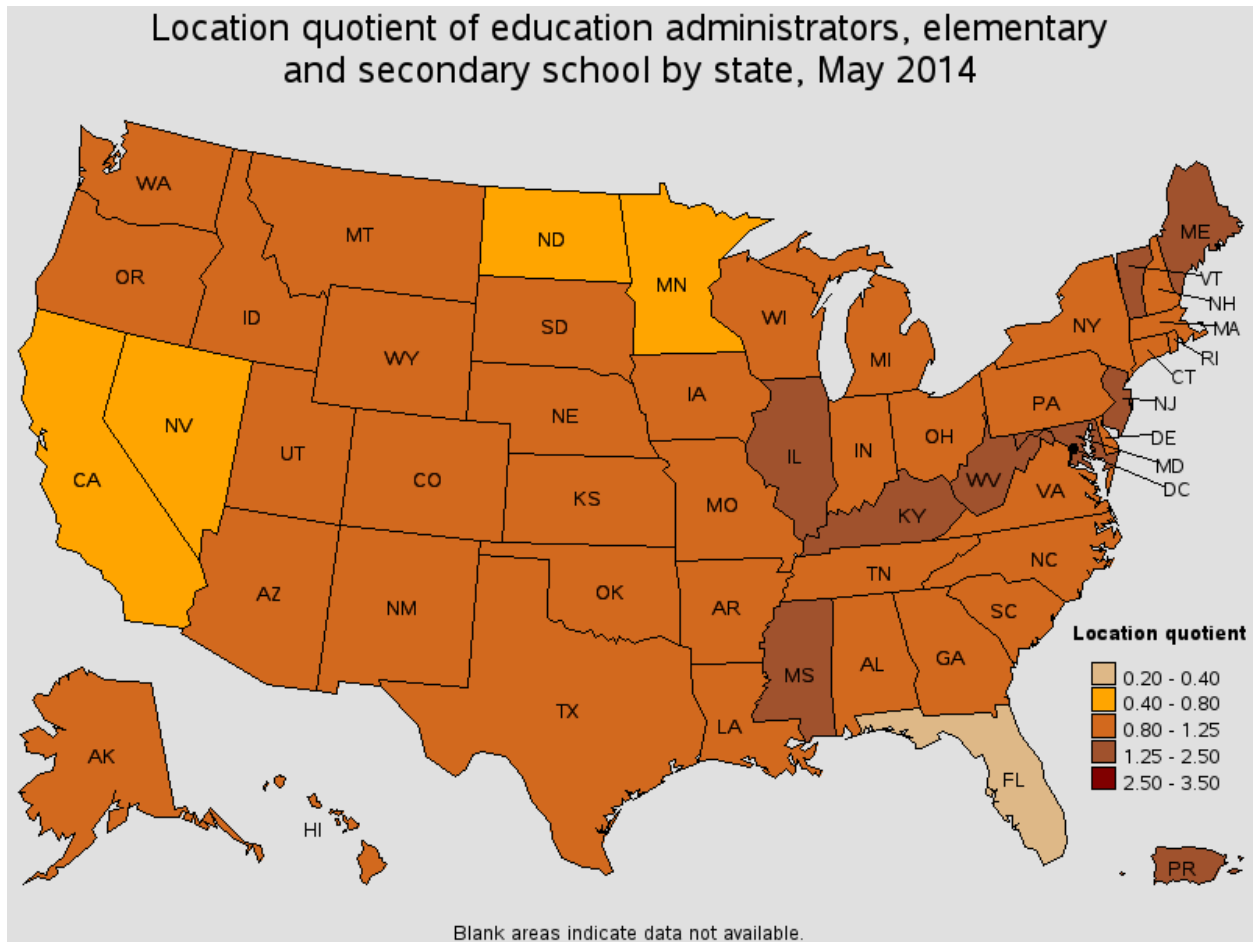 Location quotient of education administrators, elementary
and secondary school by state, May 2014
WA
MT
ND
MN
ME
VT
NH
MA
RI
CT
OR
ID
SD
WI
NY
MI
WY
IA
NE
PA
NJ
NV
UT
CO
IL
IN
OH
DE
MD
DC
CA
KS
MO
WV
VA
KY
AZ
NM
OK
AR
TN
NC
SC
MS
AL
GA
TX
LA
FL
AK
HI
PR
Location quotient
0.20 - 0.40
0.40 - 0.80
0.80 - 1.25
1.25 - 2.50
2.50 - 3.50
Blank areas indicate data not available.